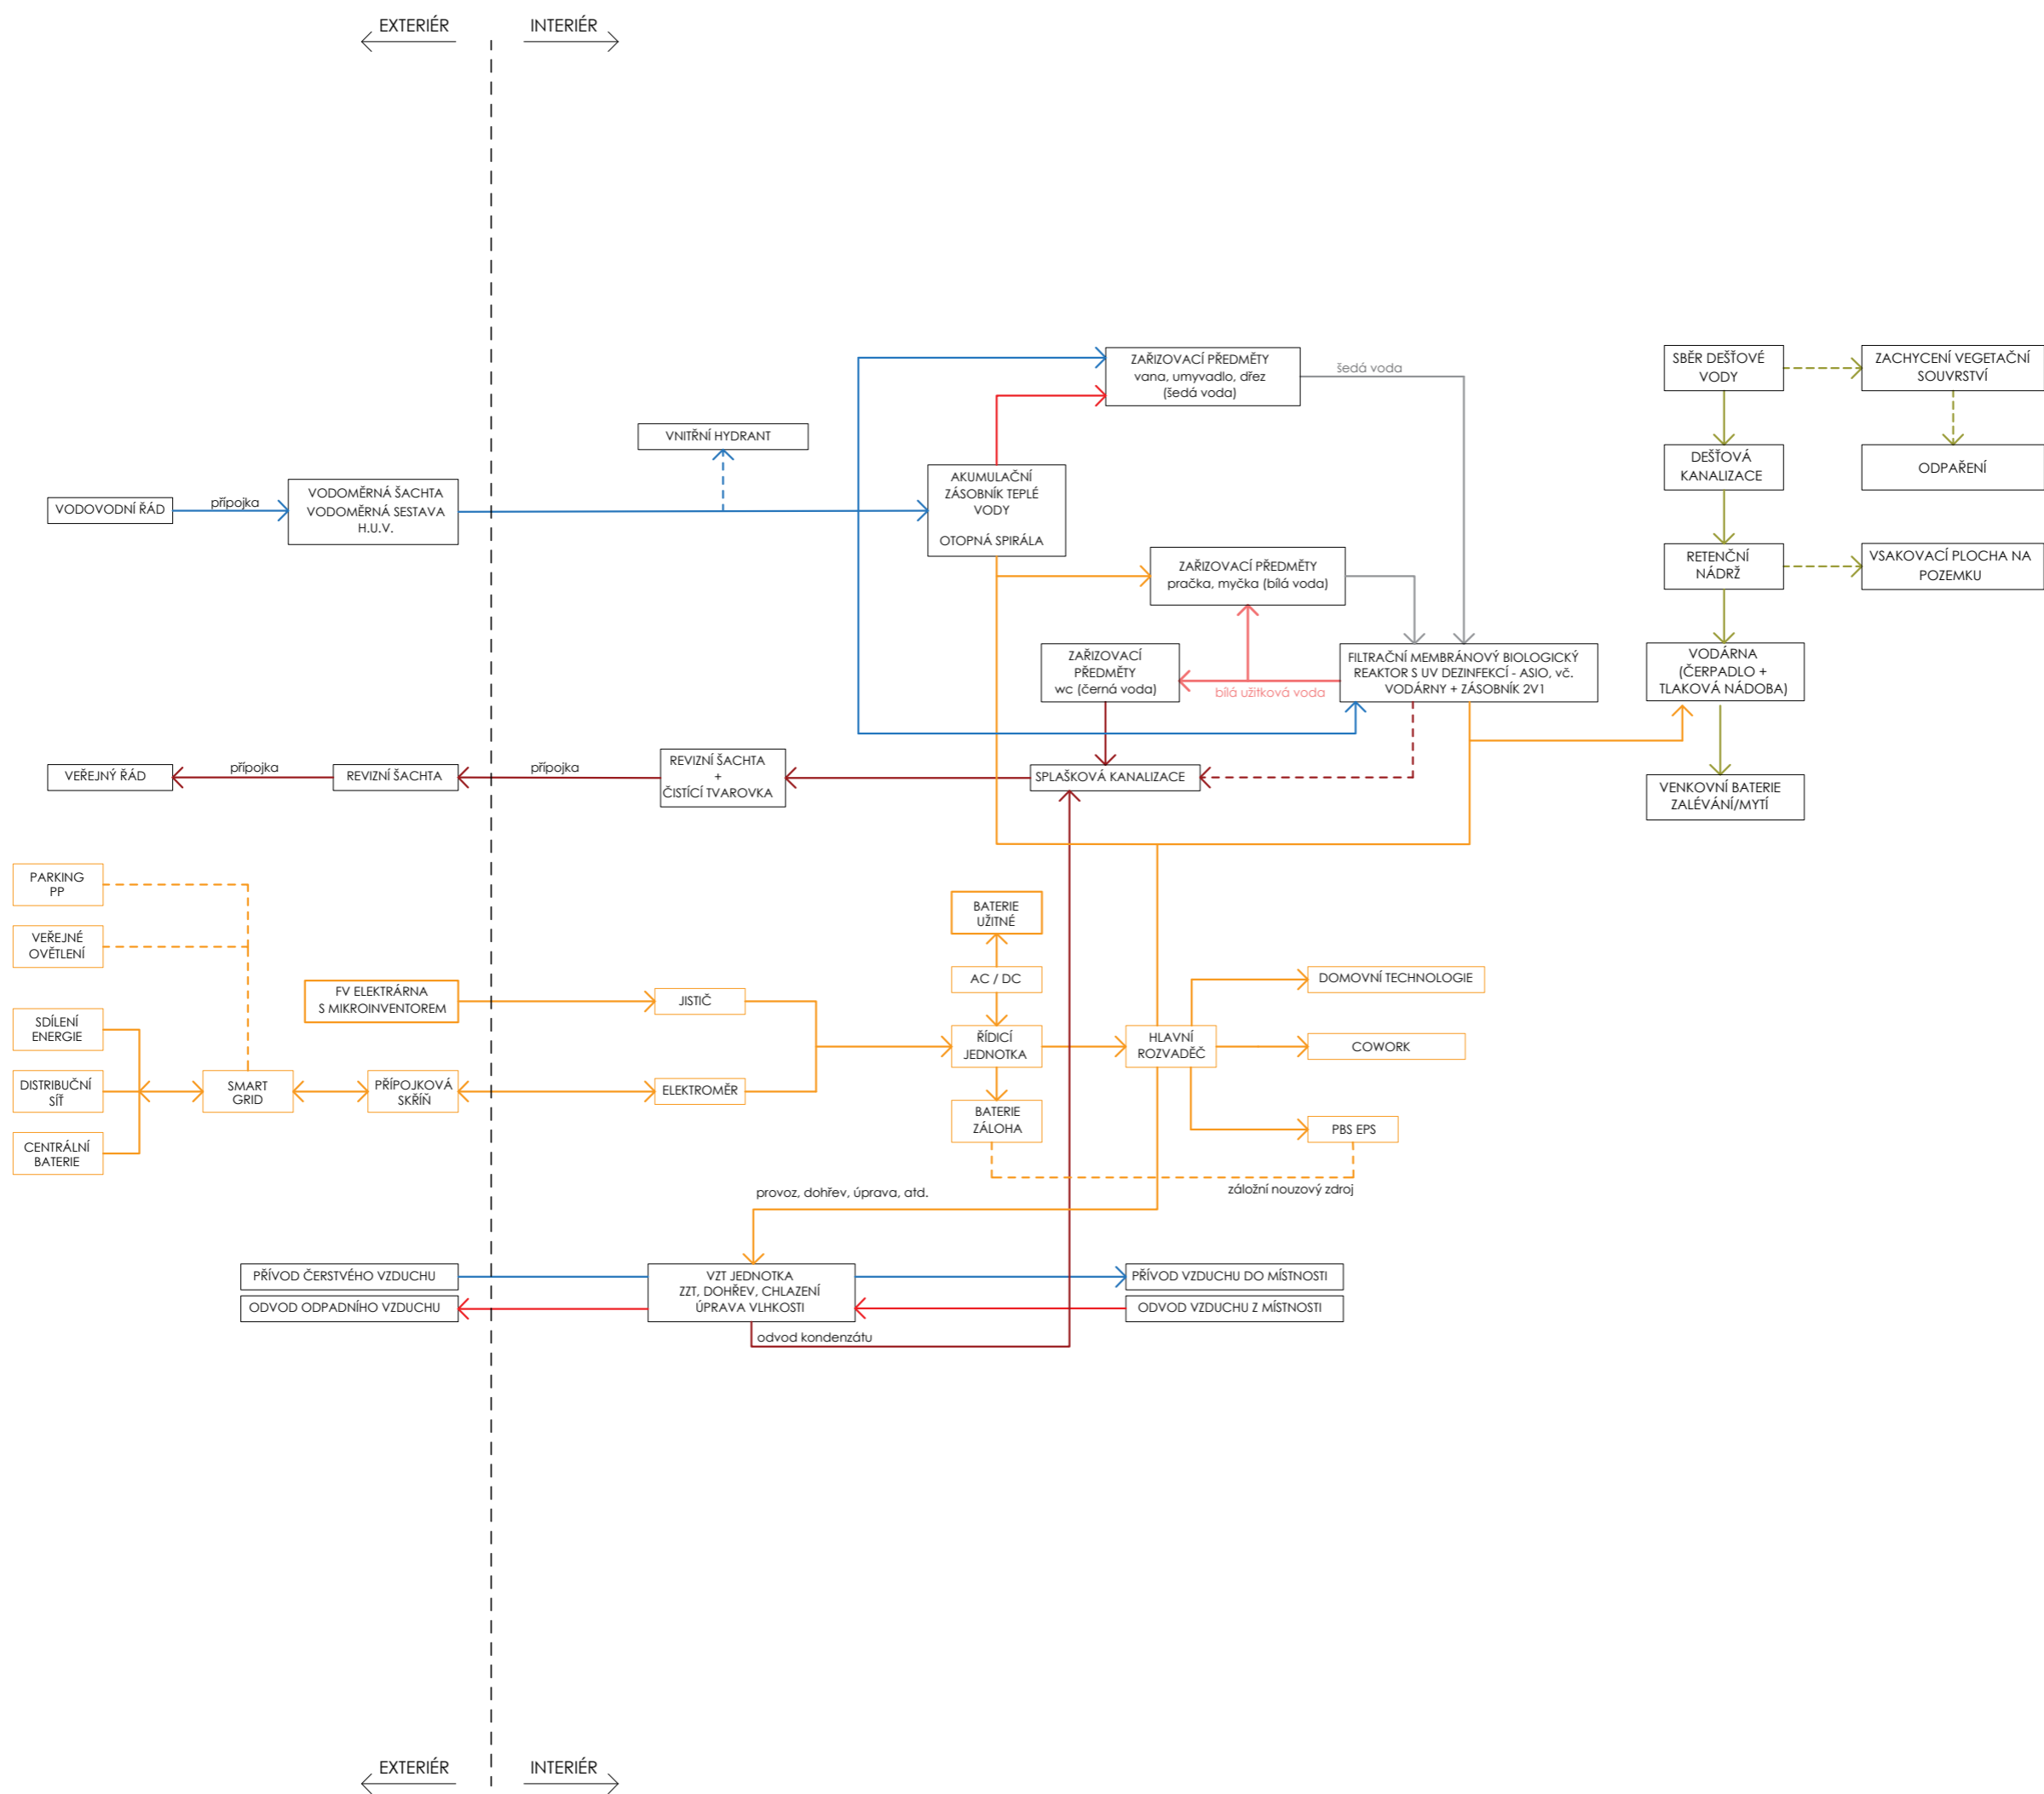 EXTERIÉR
INTERIÉR
ZAŘIZOVACÍ PŘEDMĚTY
vana, umyvadlo, dřez
(šedá voda)
šedá voda
SBĚR DEŠŤOVÉ
VODY
ZACHYCENÍ VEGETAČNÍ
SOUVRSTVÍ
VNITŘNÍ HYDRANT
DEŠŤOVÁ
KANALIZACE
ODPAŘENÍ
VODOVODNÍ ŘÁD
přípojka
VODOMĚRNÁ ŠACHTA
VODOMĚRNÁ SESTAVA
H.U.V.
AKUMULAČNÍ
ZÁSOBNÍK TEPLÉ
VODY
OTOPNÁ SPIRÁLA
ZAŘIZOVACÍ PŘEDMĚTY
pračka, myčka (bílá voda)
RETENČNÍ
NÁDRŽ
VSAKOVACÍ PLOCHA NA
POZEMKU
ZAŘIZOVACÍ
PŘEDMĚTY
wc (černá voda)
bílá užitková voda
FILTRAČNÍ MEMBRÁNOVÝ BIOLOGICKÝ
REAKTOR S UV DEZINFEKCÍ - ASIO, vč.
VODÁRNY + ZÁSOBNÍK 2V1
VODÁRNA
(ČERPADLO +
TLAKOVÁ NÁDOBA)
VEŘEJNÝ ŘÁD
přípojka
REVIZNÍ ŠACHTA
přípojka
REVIZNÍ ŠACHTA
+
ČISTÍCÍ TVAROVKA
SPLAŠKOVÁ KANALIZACE
VENKOVNÍ BATERIE
ZALÉVÁNÍ/MYTÍ
PARKING
PP
VEŘEJNÉ
OVĚTLENÍ
BATERIE
UŽITNÉ
AC / DC
DOMOVNÍ TECHNOLOGIE
FV ELEKTRÁRNA
S MIKROINVENTOREM
JISTIČ
SDÍLENÍ
ENERGIE
ŘÍDICÍ
JEDNOTKA
HLAVNÍ
ROZVADĚČ
COWORK
DISTRIBUČNÍ
SÍŤ
SMART
GRID
PŘÍPOJKOVÁ
SKŘÍŇ
ELEKTROMĚR
BATERIE
ZÁLOHA
PBS EPS
CENTRÁLNÍ
BATERIE
provoz, dohřev, úprava, atd.
záložní nouzový zdroj
PŘÍVOD ČERSTVÉHO VZDUCHU
ODVOD ODPADNÍHO VZDUCHU
VZT JEDNOTKA
ZZT, DOHŘEV, CHLAZENÍ
ÚPRAVA VLHKOSTI
PŘÍVOD VZDUCHU DO MÍSTNOSTI
ODVOD VZDUCHU Z MÍSTNOSTI
odvod kondenzátu
EXTERIÉR
INTERIÉR